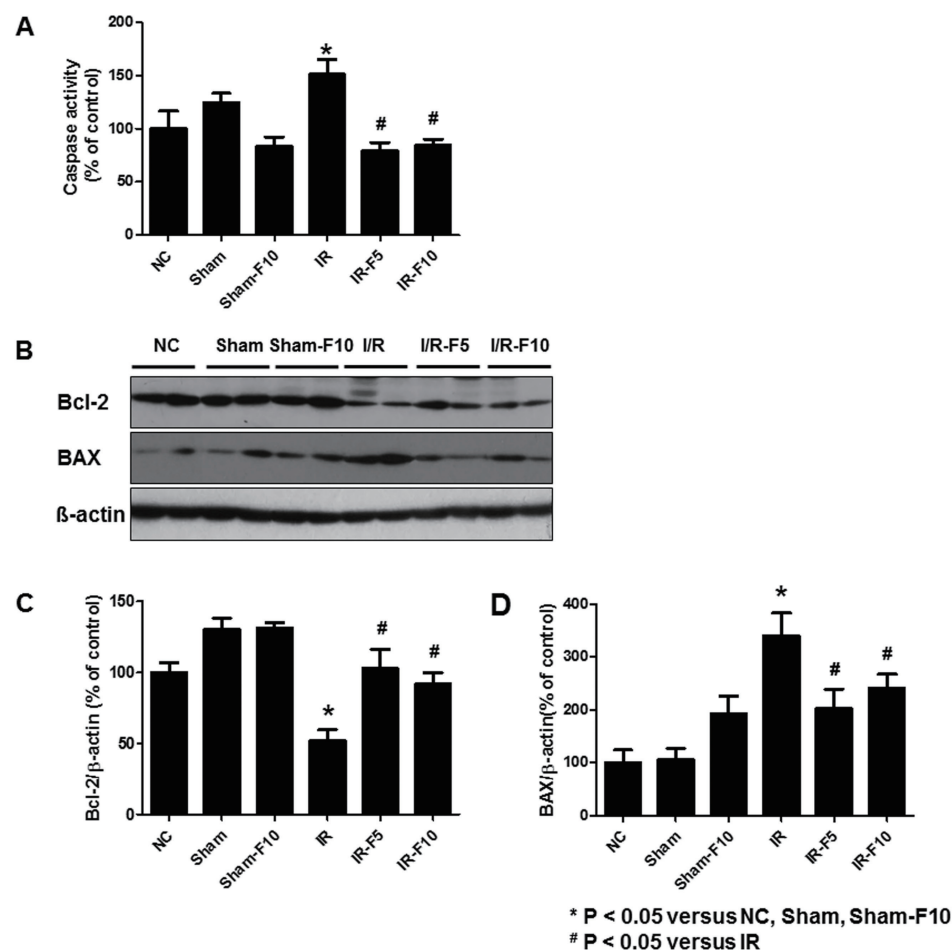 A
Caspase activity
(% of control)
200
150
100
50
0
*
#
#
NC
Sham
Sham-F10
IR
IR-F5
IR-F10
B
NC Sham Sham-F10 I/R I/R-F5 I/R-F10
Bcl-2
BAX
ß-actin
C
Bcl-2/β-actin (% of control)
150
100
50
0
*
#
#
NC
Sham
Sham-F10
IR
IR-F5
IR-F10
D
BAX/β-actin(% of control)
400
300
200
100
0
*
#
#
NC
Sham
Sham-F10
IR
IR-F5
IR-F10
* P < 0.05 versus NC, Sham, Sham-F10
# P < 0.05 versus IR